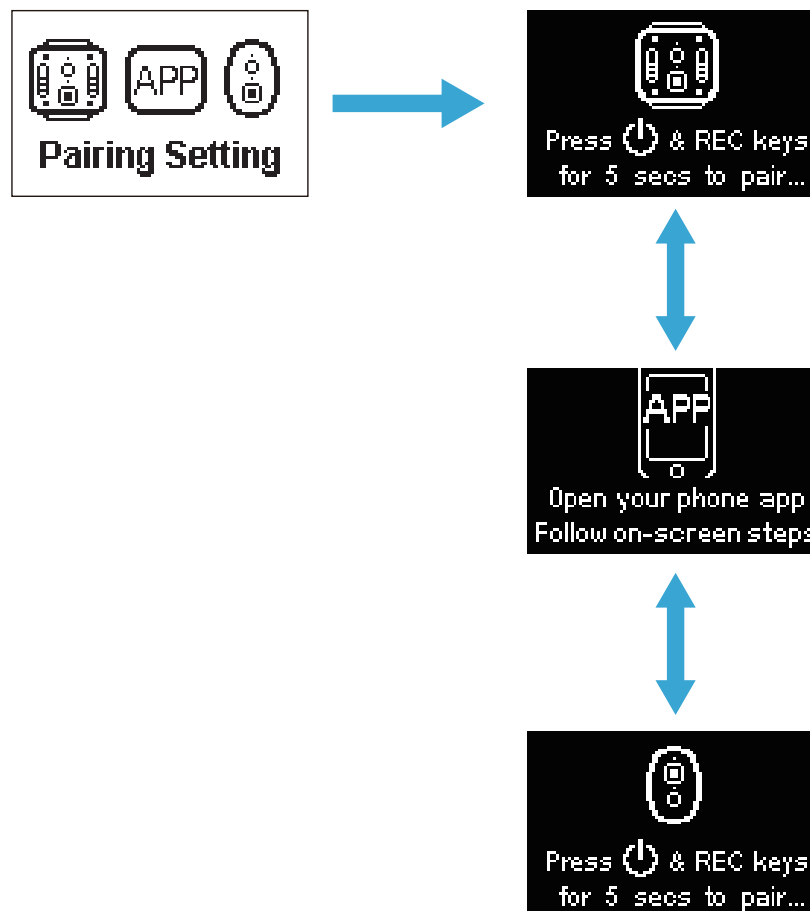 APP
Pairing Setting
Press & REC keys
for 5 secs to pair...
APP
Open your phone app
Follow on-screen steps
Press & REC keys
for 5 secs to pair...